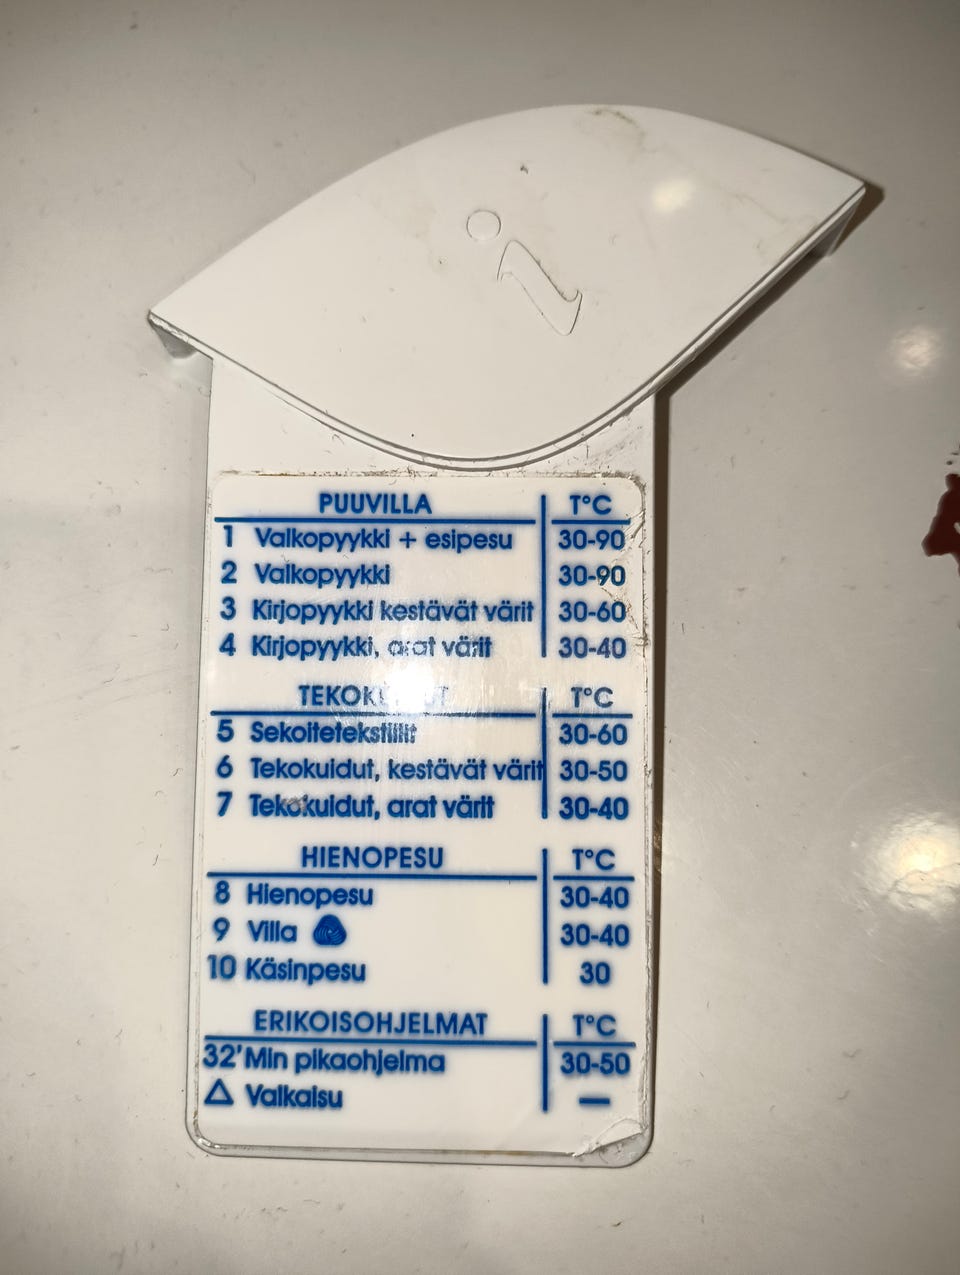 i
PUUVILLA T°C
1 Valkopyykki + esipesu 30-90
2 Valkopyykki 30-90
3 Kirjopyykki kestävät värit 30-60
4 Kirjopyykki, arat värit 30-40
T°C
5 Sekoitetekstiilit 30-60
6 Tekokuidut, kestävät värit 30-50
7 Tekokuidut, arat värit 30-40
HIENOPESU T°C
8 Hienopesu 30-40
9 Villa 30-40
10 Käsinpesu 30
ERIKOISOHJELMAT T°C
32' Min pikaohjelma 30-50
△ Valkaisu —